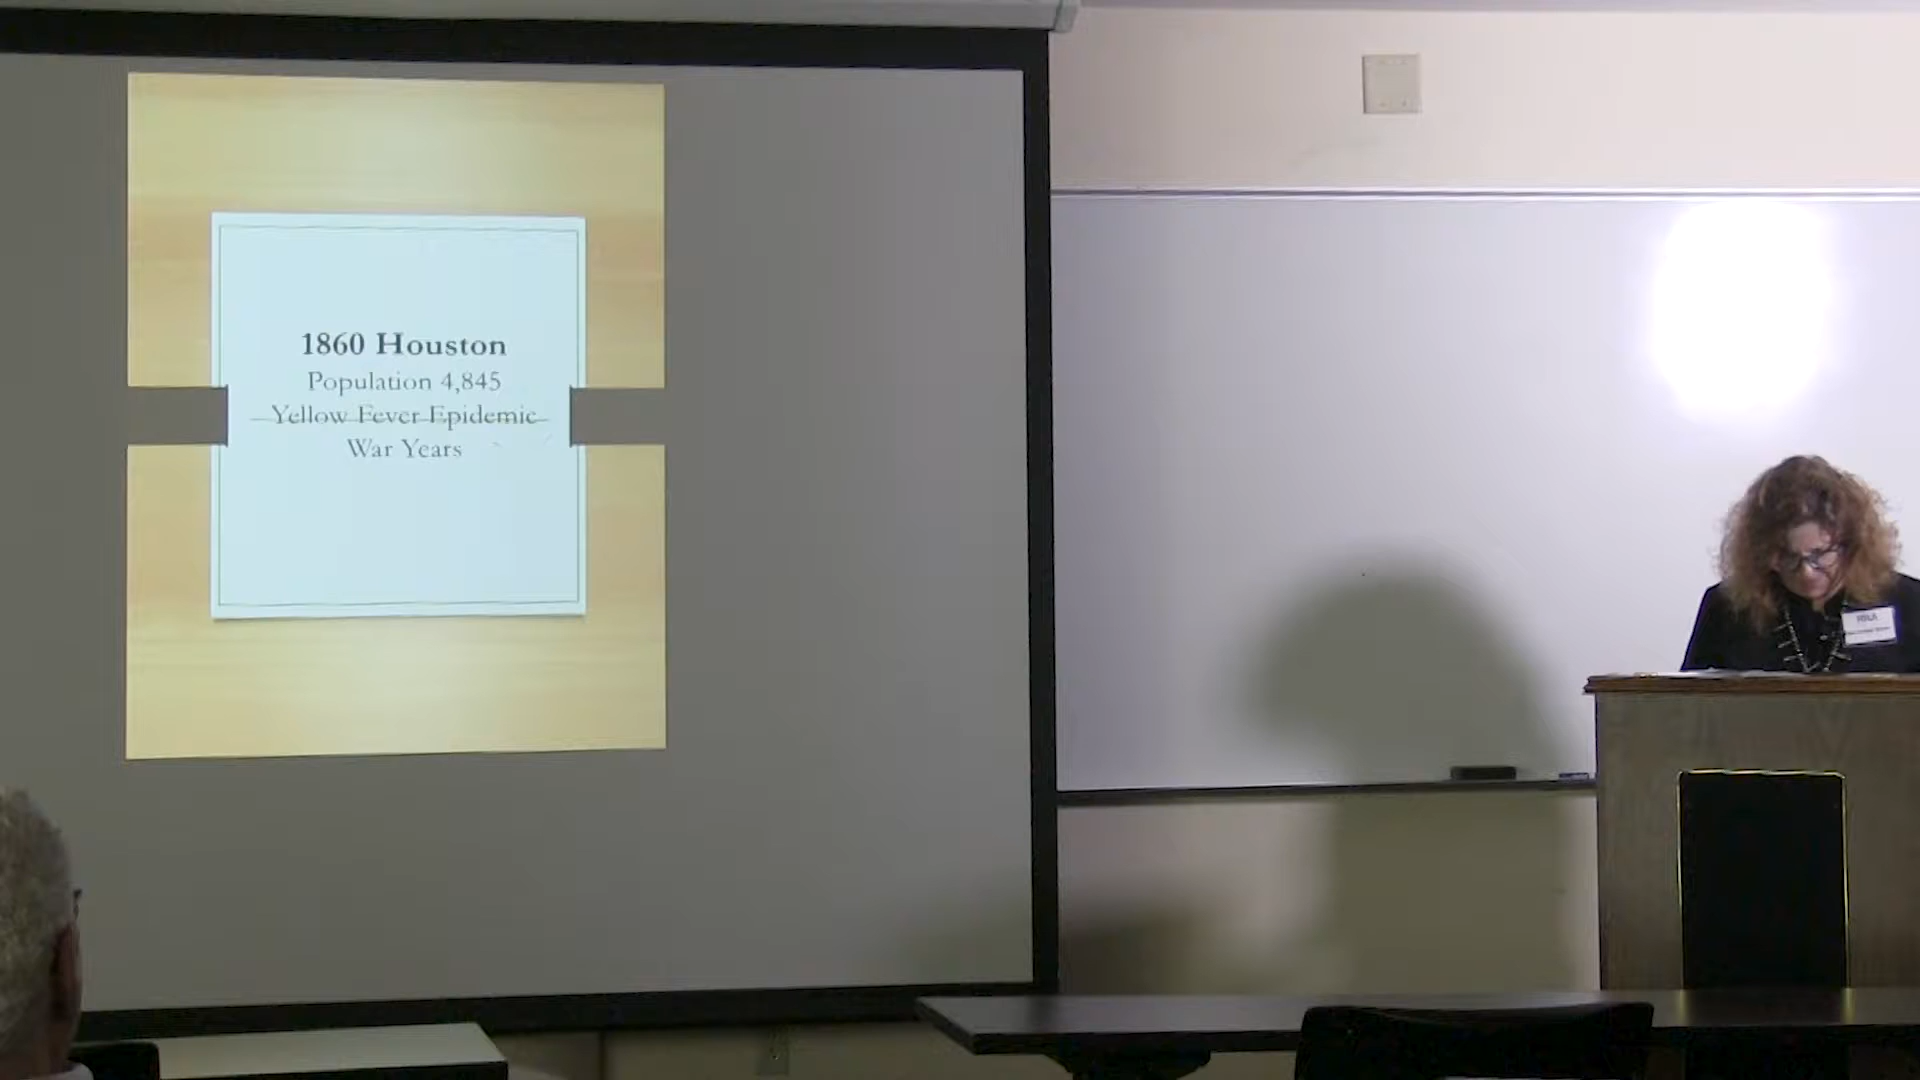 1860 Houston
Population 4,845
Yellow Fever Epidemic
War Years